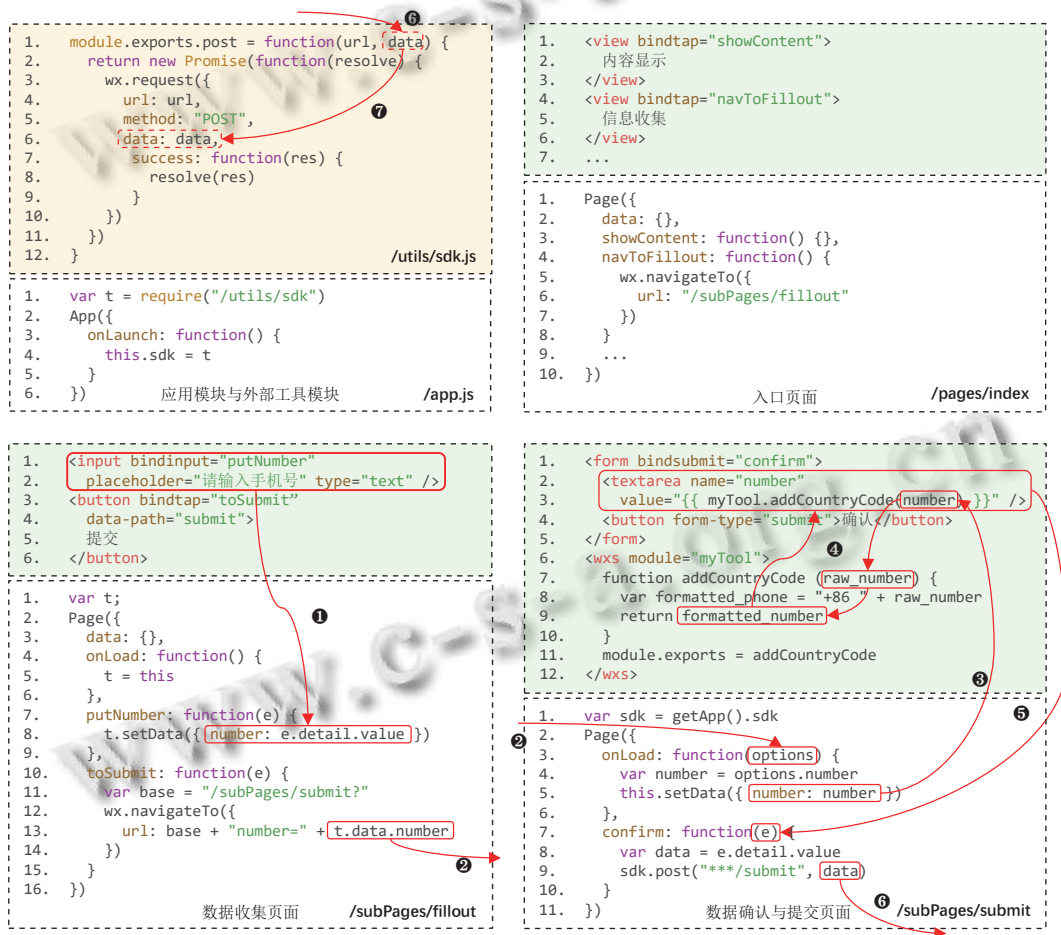 ❻
1. module.exports.post = function(url, data) {
2. return new Promise(function(resolve) {
3. wx.request({
4. url: url,
5. method: "POST",
❼
6. data: data,
7. success: function(res) {
8. resolve(res)
9. }
10. })
11. })
12. }
/utils/sdk.js
1. var t = require("/utils/sdk")
2. App({
3. onLaunch: function() {
4. this.sdk = t
5. }
6. })
应用模块与外部工具模块 /app.js
1. <view bindtap="showContent">
2. 内容显示
3. </view>
4. <view bindtap="navToFillout">
5. 信息收集
6. </view>
7. ...
1. Page({
2. data: {},
3. showContent: function() {},
4. navToFillout: function() {
5. wx.navigateTo({
6. url: "/subPages/fillout"
7. })
8. }
9. ...
10. })
入口页面 /pages/index
1. <input bindinput="putNumber"
2. placeholder="请输入手机号" type="text" />
3. <button bindtap="toSubmit”
4. data-path="submit">
5. 提交
6. </button>
1. var t;
2. Page({
❶
3. data: {},
4. onLoad: function() {
5. t = this
6. },
7. putNumber: function(e) {
8. t.setData({ number: e.detail.value })
9. },
10. toSubmit: function(e) {
11. var base = "/subPages/submit?"
12. wx.navigateTo({
13. url: base + "number=" + t.data.number
14. })
❷
15. }
16. })
数据收集页面 /subPages/fillout
1. <form bindsubmit="confirm">
2. <textarea name="number"
3. value="{{ myTool.addCountryCode(number) }}" />
4. <button form-type="submit">确认</button>
5. </form>
❹
6. <wxs module="myTool">
7. function addCountryCode (raw_number) {
8. var formatted_phone = "+86 " + raw_number
9. return formatted_number
10. }
11. module.exports = addCountryCode
12. </wxs>
❸
❺
1. var sdk = getApp().sdk
❷
2. Page({
3. onLoad: function(options) {
4. var number = options.number
5. this.setData({ number: number })
6. },
7. confirm: function(e) {
8. var data = e.detail.value
9. sdk.post("***/submit", data)
10. }
❻
11. })
数据确认与提交页面 /subPages/submit
www.c-s-a.org.cn